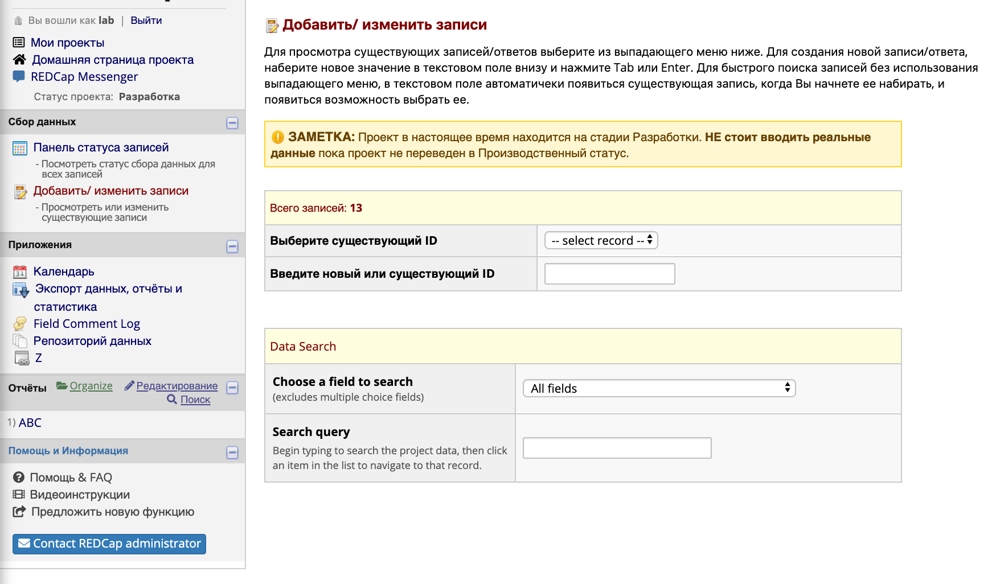 Вы вошли как lab | Выйти
Мои проекты
Домашняя страница проекта
REDCap Messenger
Статус проекта: Разработка
Сбор данных
Панель статуса записей
- Посмотреть статус сбора данных для
всех записей
Добавить/ изменить записи
- Просмотреть или изменить
существующие записи
Приложения
Календарь
Экспорт данных, отчёты и
статистика
Field Comment Log
Репозиторий данных
Z
Отчёты Organize Редактирование
Поиск
1) ABC
Помощь и Информация
Помощь & FAQ
Видеоинструкции
Предложить новую функцию
Contact REDCap administrator
Добавить/ изменить записи
Для просмотра существующих записей/ответов выберите из выпадающего меню ниже. Для создания новой записи/ответа,
наберите новое значение в текстовом поле внизу и нажмите Tab или Enter. Для быстрого поиска записей без использования
выпадающего меню, в текстовом поле автоматичеки появиться существующая запись, когда Вы начнете ее набирать, и
появиться возможность выбрать ее.
ЗАМЕТКА: Проект в настоящее время находится на стадии Разработки. НЕ стоит вводить реальные
данные пока проект не переведен в Производственный статус.
Всего записей: 13
Выберите существующий ID
-- select record --
Введите новый или существующий ID
Data Search
Choose a field to search
(excludes multiple choice fields)
All fields
Search query
Begin typing to search the project data, then click
an item in the list to navigate to that record.